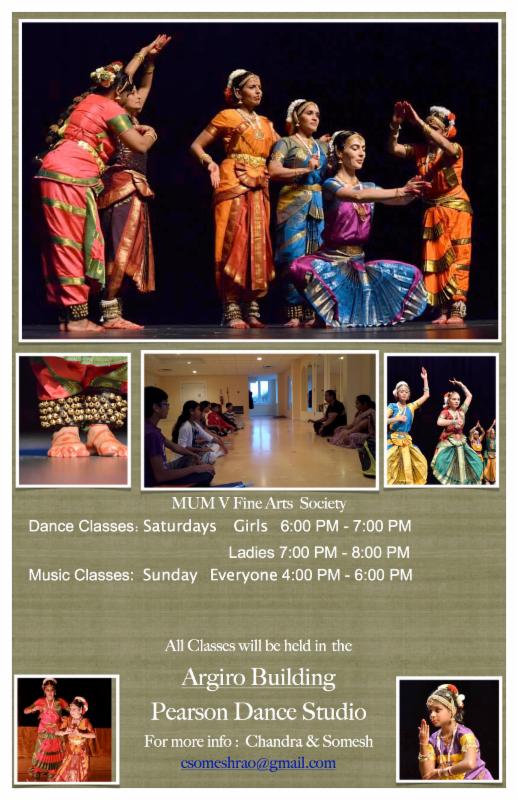 MUM V Fine Arts Society
Dance Classes: Saturdays Girls 6:00 PM - 7:00 PM
Ladies 7:00 PM - 8:00 PM
Music Classes: Sunday Everyone 4:00 PM - 6:00 PM
All Classes will be held in the
Argiro Building
Pearson Dance Studio
For more info : Chandra & Somesh
csomeshrao@gmail.com